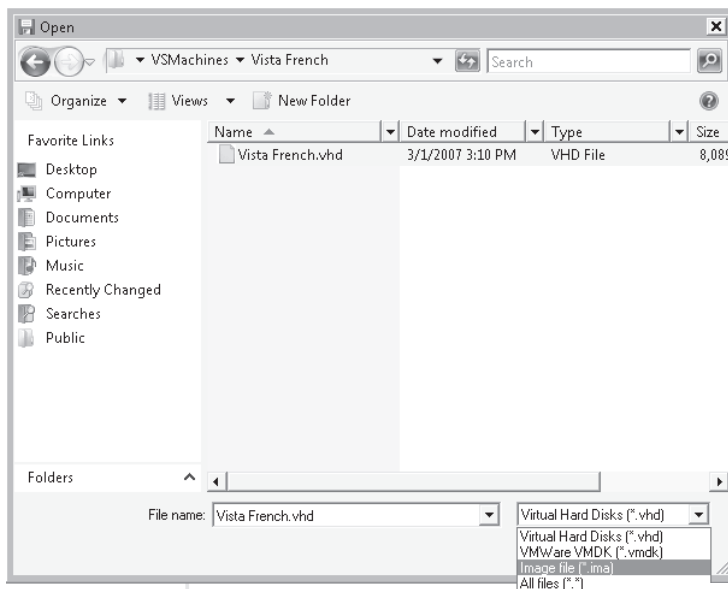 Open
VSMachines Vista French
Search
Organize Views New Folder
Favorite Links
Desktop
Computer
Documents
Pictures
Music
Recently Changed
Searches
Public
Folders
Name Date modified Type Size
Vista French.vhd 3/1/2007 3:10 PM VHD File 8,089
File name: Vista French.vhd
Virtual Hard Disks (*.vhd)
Virtual Hard Disks (*.vhd)
VMWare VMDK (*.vmdk)
Image file (*.ima)
All files (*.*)